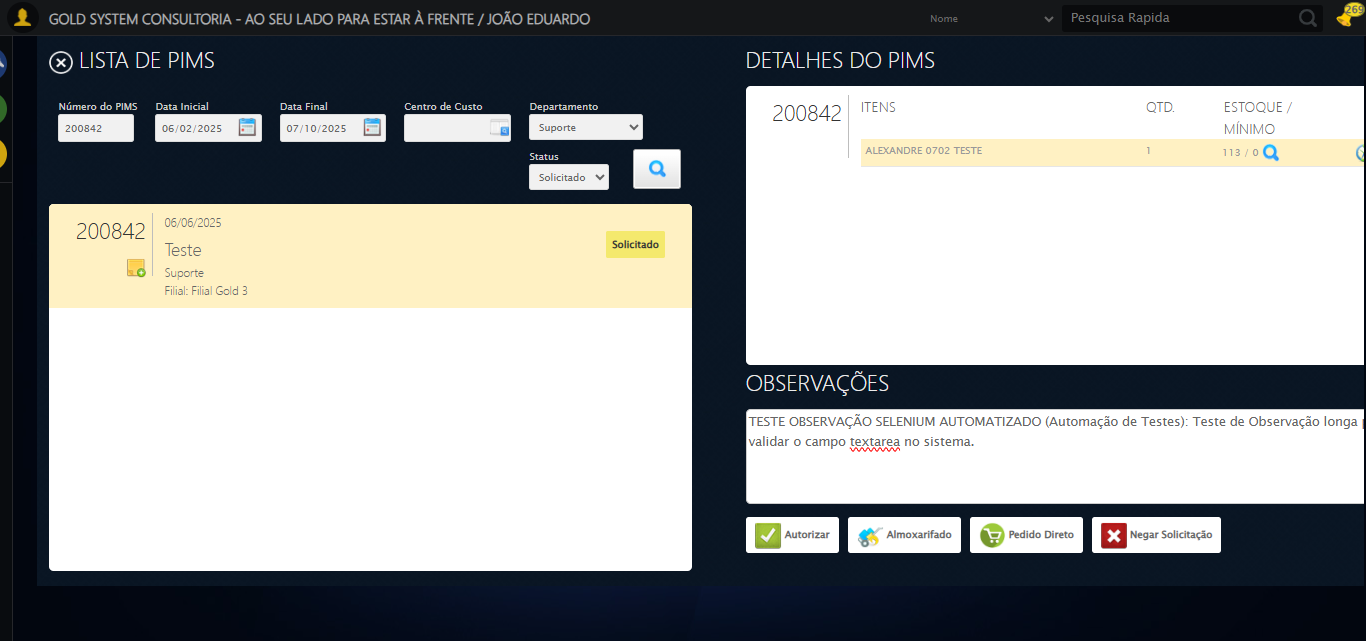 GOLD SYSTEM CONSULTORIA - AO SEU LADO PARA ESTAR À FRENTE / JOÃO EDUARDO
Nome
Pesquisa Rapida
269
LISTA DE PIMS
Número do PIMS
Data Inicial
Data Final
Centro de Custo
Departamento
200842
06/02/2025
07/10/2025
Suporte
Status
Solicitado
200842
06/06/2025
Teste
Suporte
Filial: Filial Gold 3
Solicitado
DETALHES DO PIMS
200842
ITENS
QTD.
ESTOQUE /
MÍNIMO
ALEXANDRE 0702 TESTE
1
113 / 0
OBSERVAÇÕES
TESTE OBSERVAÇÃO SELENIUM AUTOMATIZADO (Automação de Testes): Teste de Observação longa
validar o campo textarea no sistema.
Autorizar
Almoxarifado
Pedido Direto
Negar Solicitação